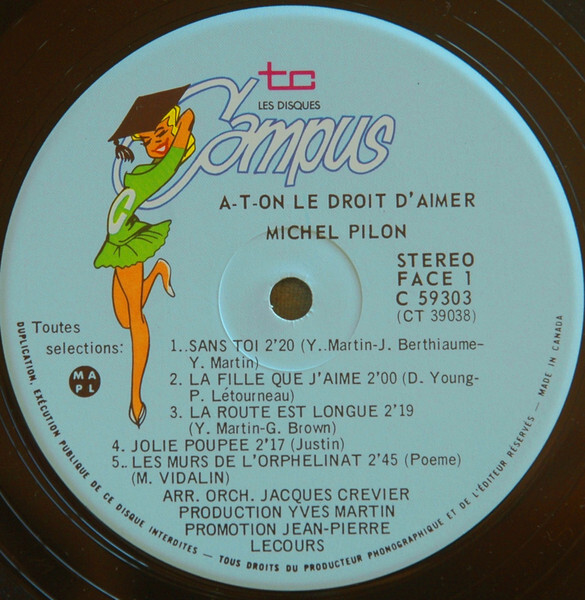 tc
LES DISQUES
Campus
A-T-ON LE DROIT D'AIMER
MICHEL PILON
STEREO
FACE 1
C 59303
(CT 39038)
Toutes
selections:
MAPL
C
1..SANS TOI 2'20 (Y..Martin-J. Berthiaume-
Y. Martin)
2. LA FILLE QUE J'AIME 2'00 (D. Young-
P. Létourneau)
3. LA ROUTE EST LONGUE 2'19
(Y. Martin-G. Brown)
4. JOLIE POUPEE 2'17 (Justin)
5.. LES MURS DE L'ORPHELINAT 2'45 (Poeme)
(M. VIDALIN)
ARR. ORCH. JACQUES CREVIER
PRODUCTION YVES MARTIN
PROMOTION JEAN-PIERRE
LECOURS
DUPLICATION, EXÉCUTION PUBLIQUE DE CE DISQUE INTERDITES – TOUS DROITS DU PRODUCTEUR PHONOGRAPHIQUE ET DE L'ÉDITEUR RÉSERVÉS – MADE IN CANADA